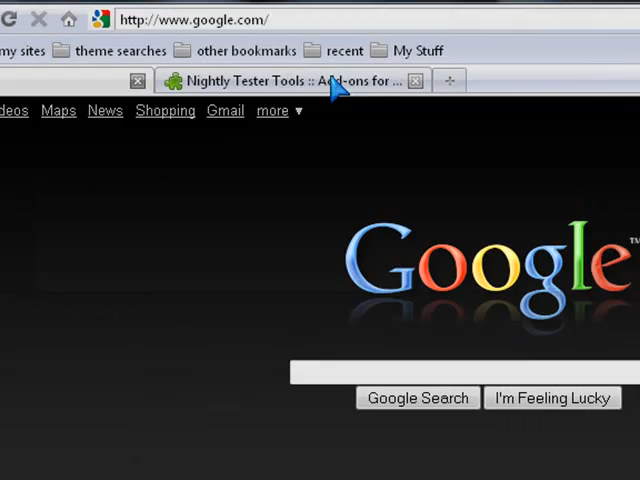 http://www.google.com/
my sites theme searches other bookmarks recent My Stuff
Nightly Tester Tools :: Add-ons for ...
deos Maps News Shopping Gmail more ▼
Google™
Google Search I'm Feeling Lucky